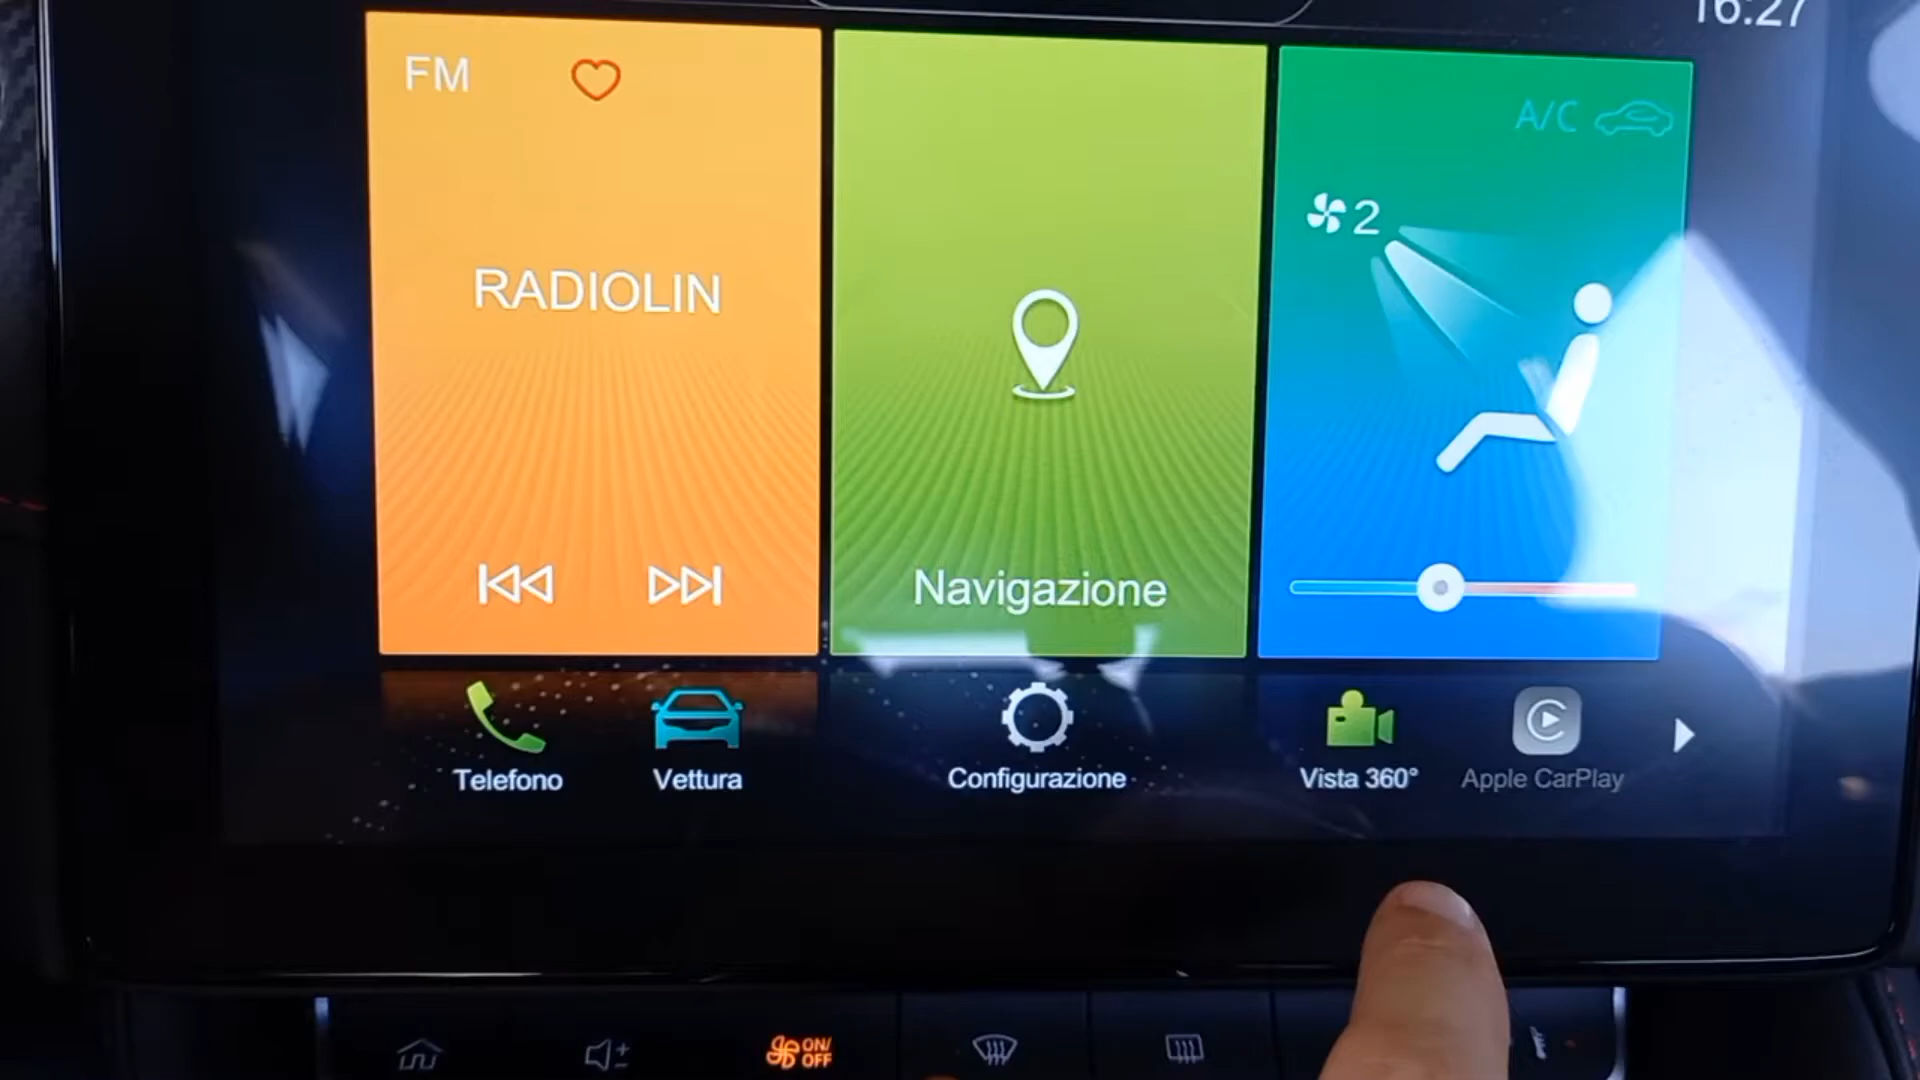 16:27
FM
RADIOLIN
Navigazione
A/C
2
Telefono
Vettura
Configurazione
Vista 360°
Apple CarPlay
ON/
OFF